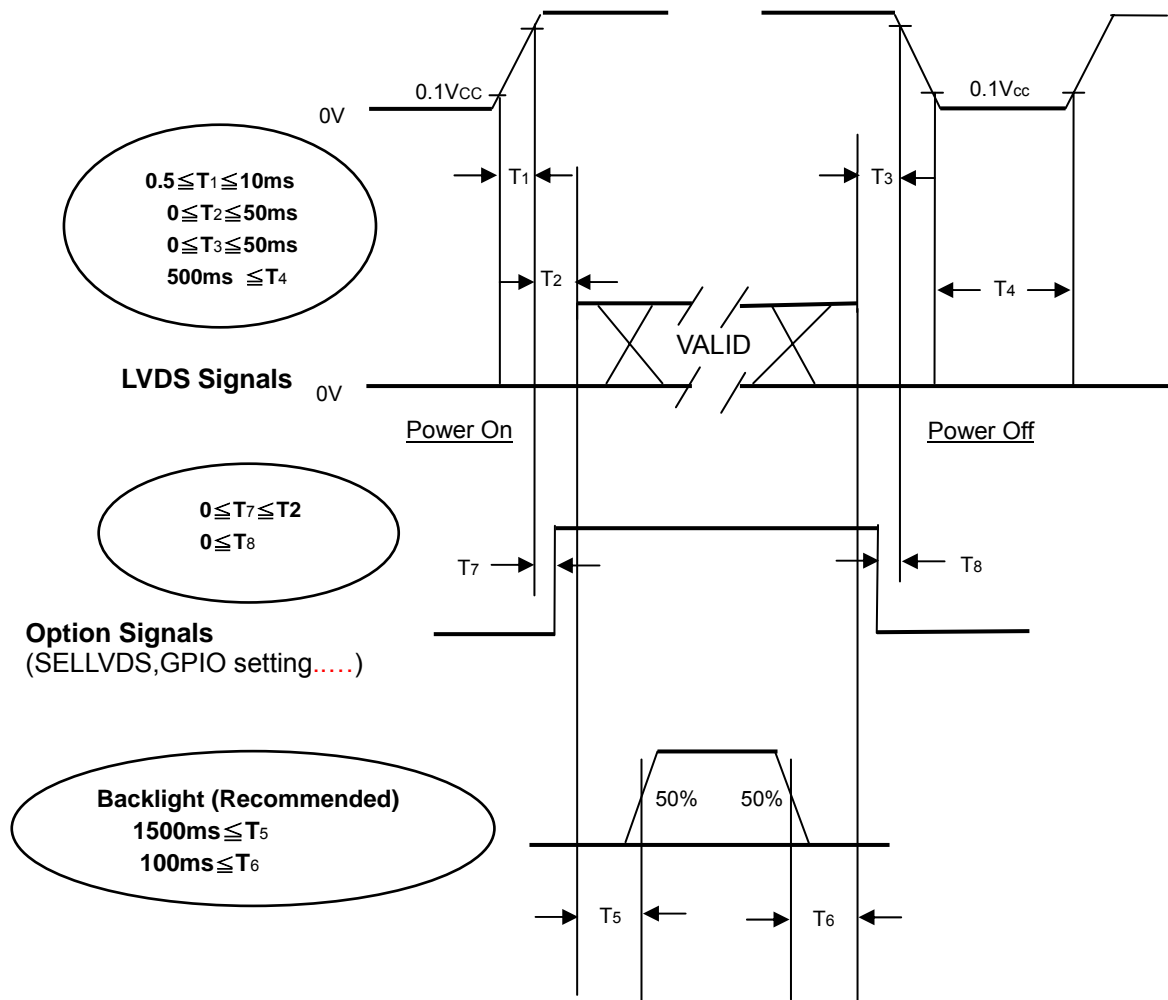 0.1VCC
0.1Vcc
0V
0.5≦T1≦10ms
0≦T2≦50ms
0≦T3≦50ms
500ms ≦T4
T1
T3
T2
T4
VALID
LVDS Signals
0V
Power On
Power Off
0≦T7≦T2
0≦T8
T7
T8
Option Signals
(SELLVDS,GPIO setting.....)
Backlight (Recommended)
1500ms≦T5
100ms≦T6
50%
50%
T5
T6